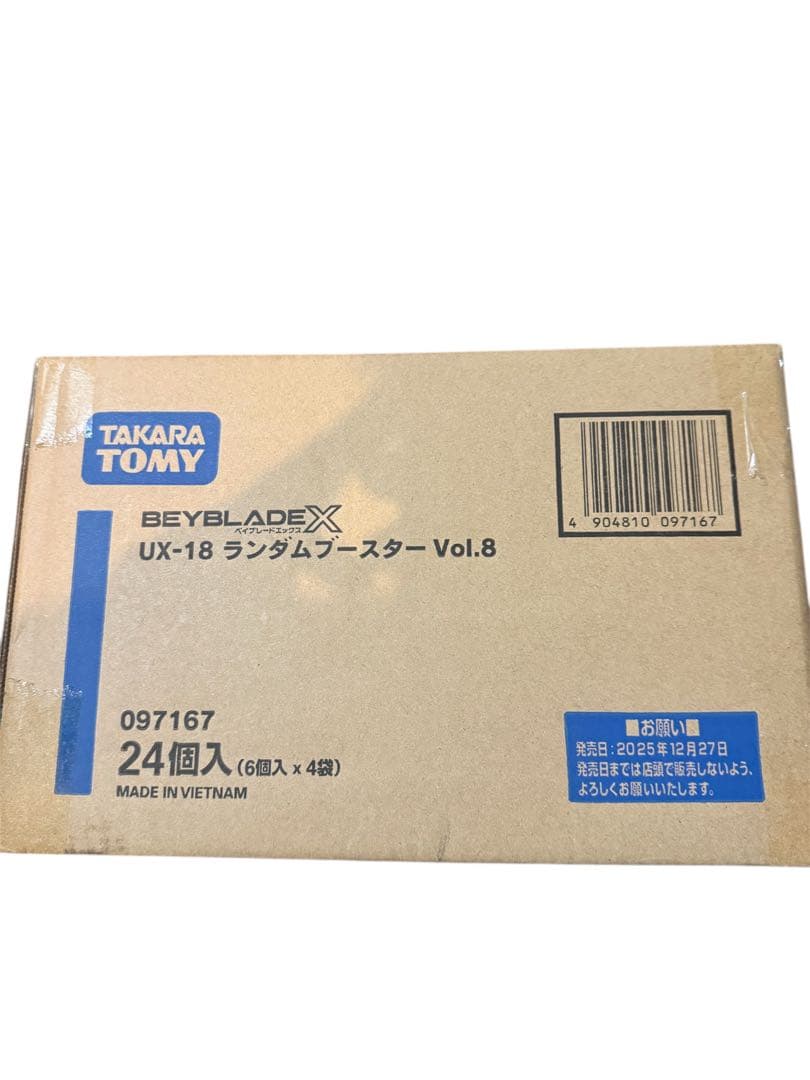 TAKARA
TOMY
BEYBLADE X
ベイブレードエックス
UX-18 ランダムブースター Vol.8
4 904810 097167
097167
24個入(6個入 x 4袋)
MADE IN VIETNAM
■お願い■
発売日:2025年12月27日
発売日までは店頭で販売しないよう、
よろしくお願いいたします。